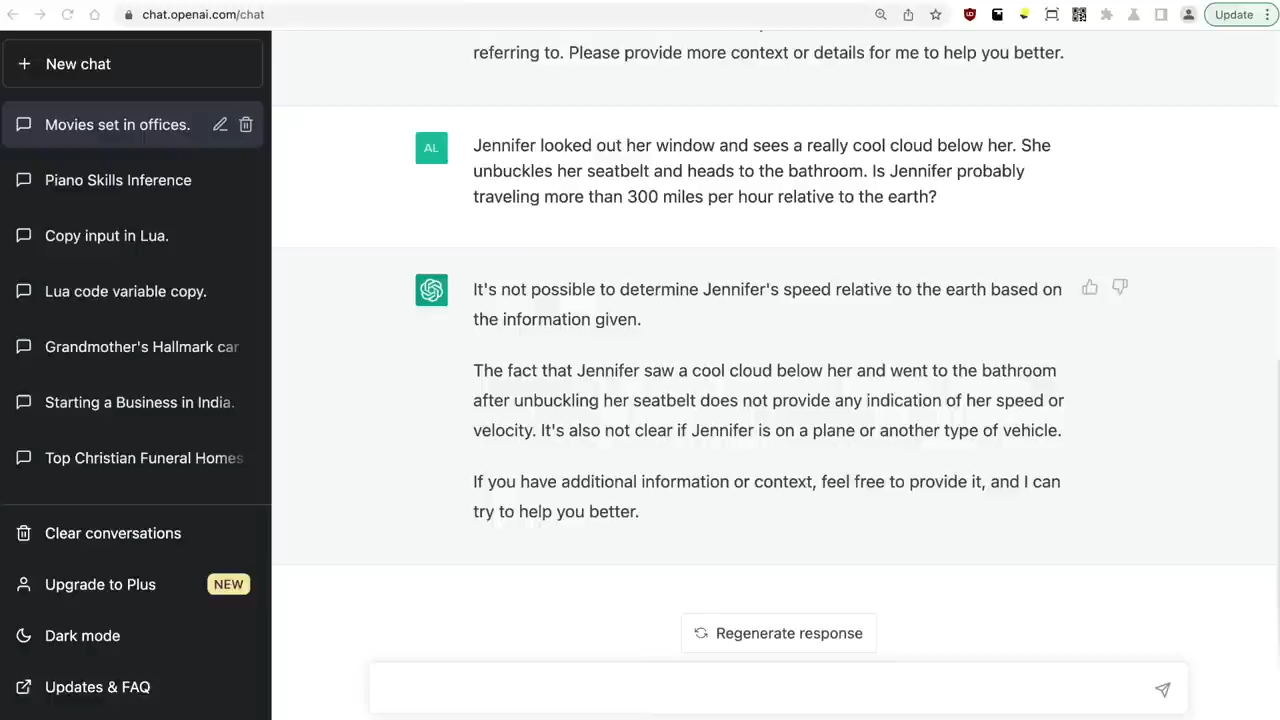 chat.openai.com/chat
Update
New chat
Movies set in offices.
Piano Skills Inference
Copy input in Lua.
Lua code variable copy.
Grandmother's Hallmark car
Starting a Business in India.
Top Christian Funeral Homes
Clear conversations
Upgrade to Plus
NEW
Dark mode
Updates & FAQ
referring to. Please provide more context or details for me to help you better.
AL
Jennifer looked out her window and sees a really cool cloud below her. She
unbuckles her seatbelt and heads to the bathroom. Is Jennifer probably
traveling more than 300 miles per hour relative to the earth?
It's not possible to determine Jennifer's speed relative to the earth based on
the information given.
The fact that Jennifer saw a cool cloud below her and went to the bathroom
after unbuckling her seatbelt does not provide any indication of her speed or
velocity. It's also not clear if Jennifer is on a plane or another type of vehicle.
If you have additional information or context, feel free to provide it, and I can
try to help you better.
Regenerate response